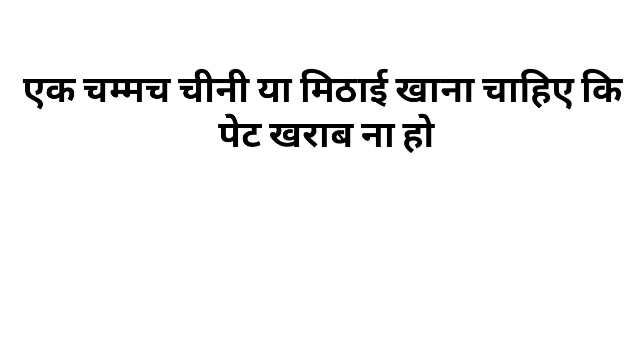 एक चम्मच चीनी या मिठाई खाना चाहिए कि
पेट खराब ना हो